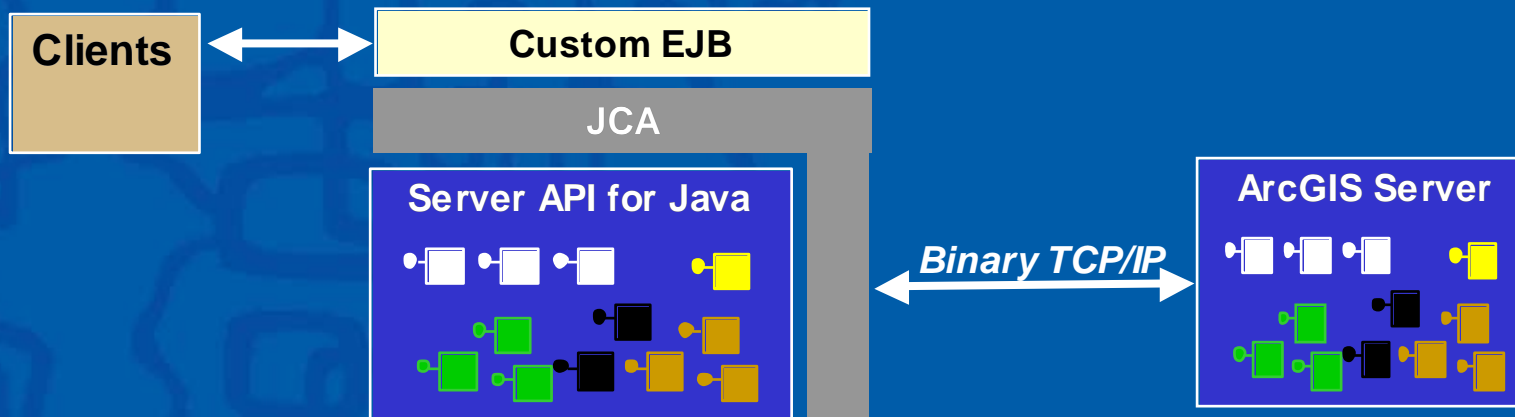 Clients
Custom EJB
JCA
Server API for Java
ArcGIS Server
Binary TCP/IP